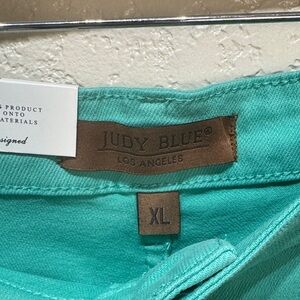 PRODUCT
ONTO
MATERIALS
signed
JUDY BLUE®
LOS ANGELES
XL